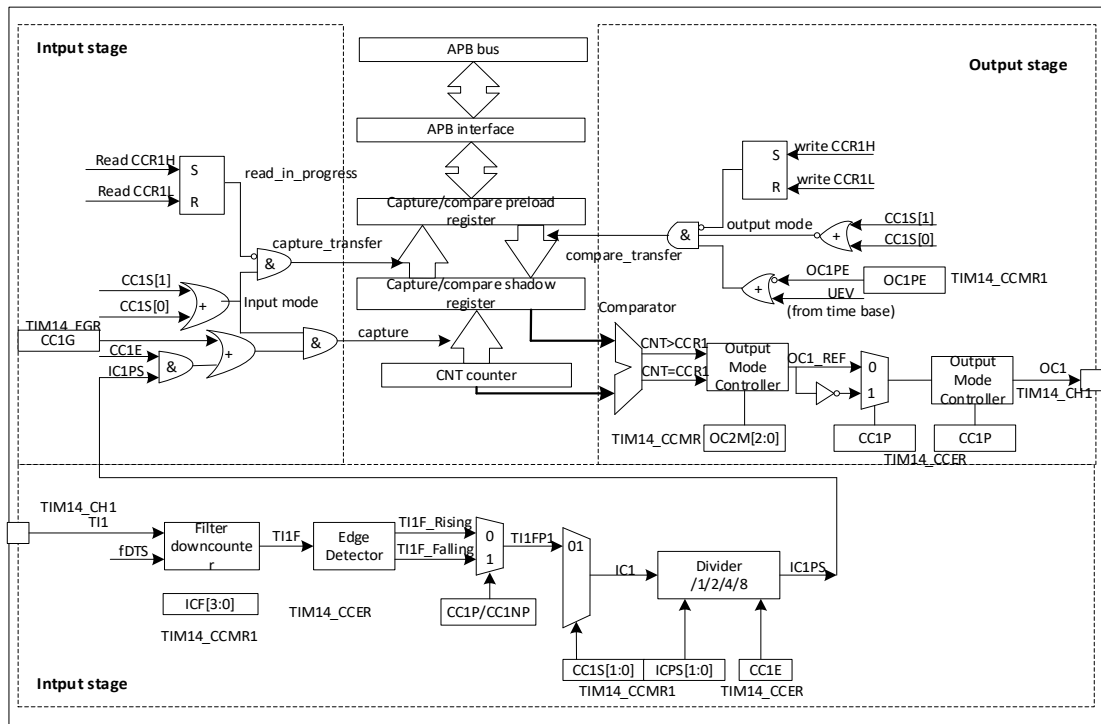 Intput stage
APB bus
Output stage
APB interface
Read CCR1H
S
Read CCR1L
R
read_in_progress
S
write CCR1H
R
write CCR1L
Capture/compare preload
register
capture_transfer
&
&
output mode
+
CC1S[1]
CC1S[0]
compare_transfer
Capture/compare shadow
register
CC1S[1]
CC1S[0]
+
Input mode
+
OC1PE
OC1PE
TIM14_CCMR1
UEV
(from time base)
TIM14_EGR
CC1G
CC1E
IC1PS
&
+
&
capture
CNT counter
Comparator
CNT>CCR1
CNT=CCR1
Output
Mode
Controller
OC1_REF
0
1
Output
Mode
Controller
OC1
TIM14_CH1
TIM14_CCMR
OC2M[2:0]
CC1P
CC1P
TIM14_CCER
TIM14_CH1
TI1
fDTS
Filter
downcounte
r
TI1F
Edge
Detector
TI1F_Rising
TI1F_Falling
0
1
TI1FP1
01
IC1
Divider
/1/2/4/8
IC1PS
ICF[3:0]
TIM14_CCMR1
TIM14_CCER
CC1P/CC1NP
CC1S[1:0]
ICPS[1:0]
CC1E
TIM14_CCMR1
TIM14_CCER
Intput stage